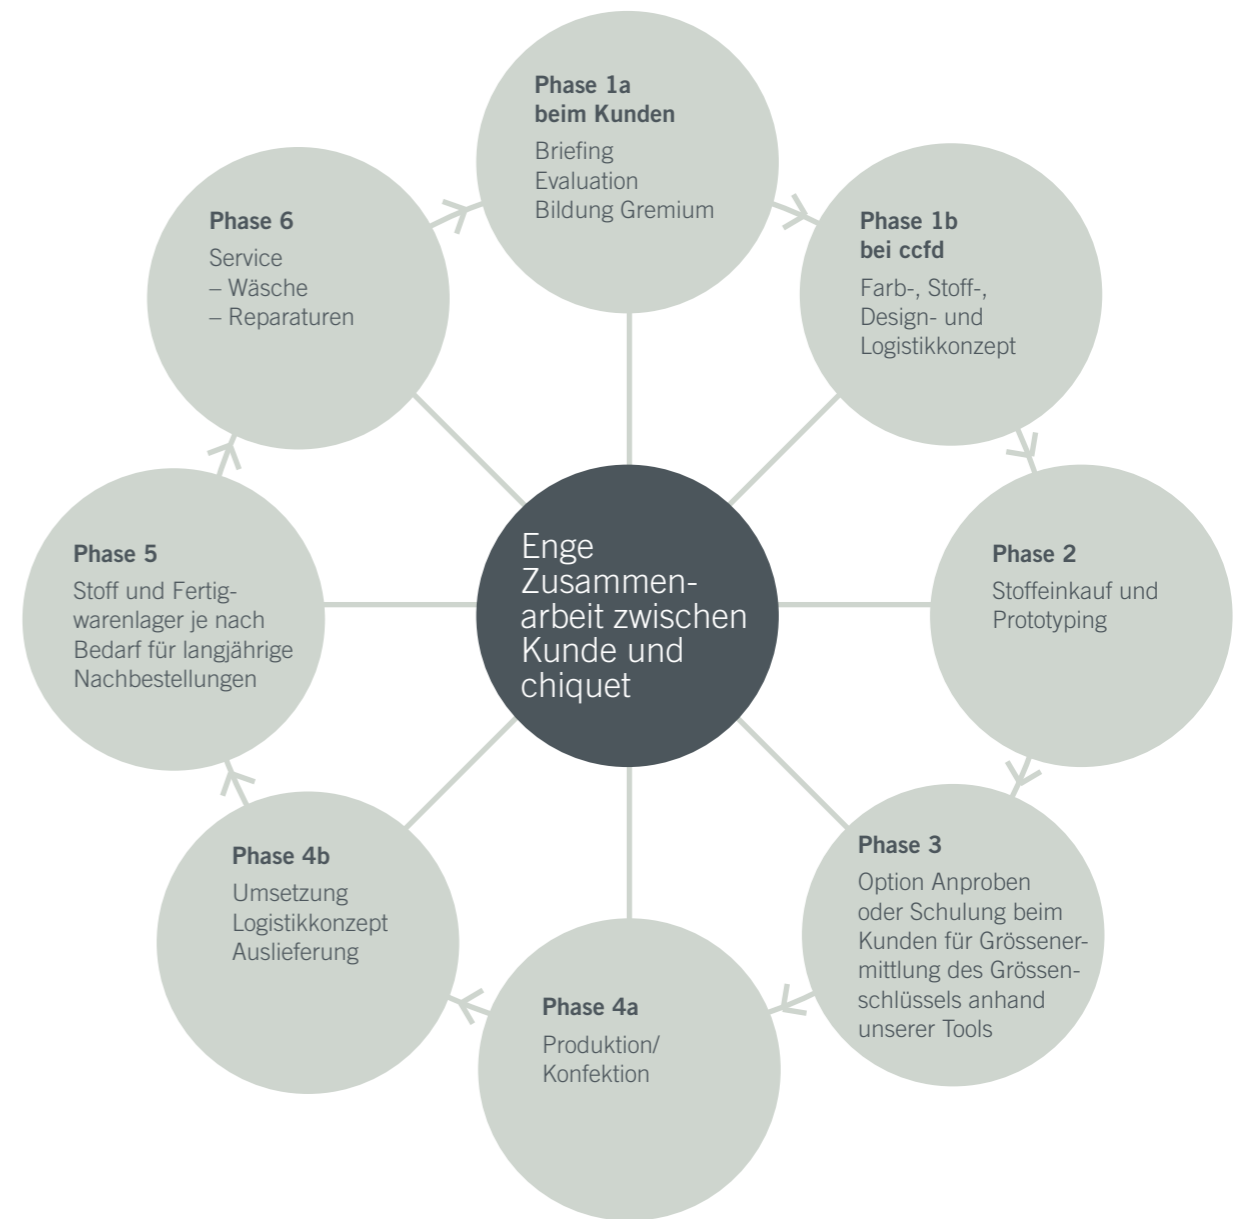 Phase 1a
beim Kunden
Briefing
Evaluation
Bildung Gremium
Phase 1b
bei ccfd
Farb-, Stoff-,
Design- und
Logistikkonzept
Phase 2
Stoffeinkauf und
Prototyping
Phase 3
Option Anproben
oder Schulung beim
Kunden für Grössener-
mittlung des Grössen-
schlüssels anhand
unserer Tools
Phase 4a
Produktion/
Konfektion
Phase 4b
Umsetzung
Logistikkonzept
Auslieferung
Phase 5
Stoff und Fertig-
warenlager je nach
Bedarf für langjährige
Nachbestellungen
Phase 6
Service
– Wäsche
– Reparaturen
Enge
Zusammen-
arbeit zwischen
Kunde und
chiquet